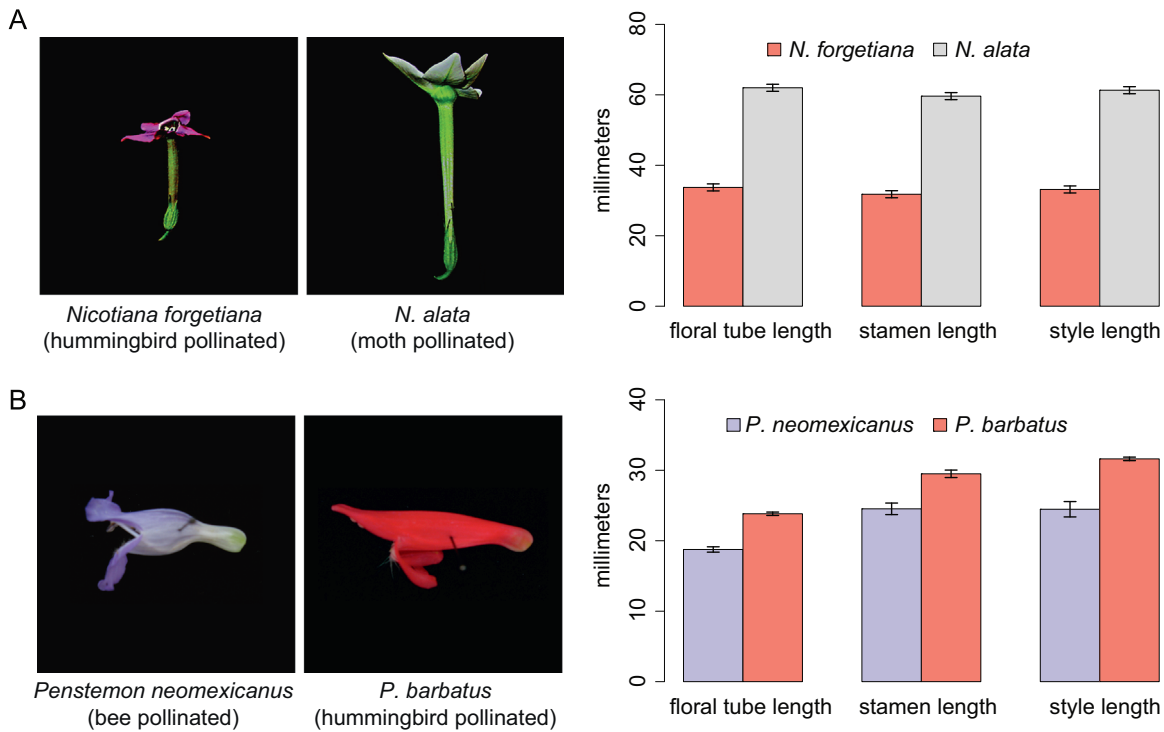 A
Nicotiana forgetiana
(hummingbird pollinated)
N. alata
(moth pollinated)
millimeters
0
20
40
60
80
N. forgetiana
N. alata
floral tube length
stamen length
style length
B
Penstemon neomexicanus
(bee pollinated)
P. barbatus
(hummingbird pollinated)
millimeters
0
10
20
30
40
P. neomexicanus
P. barbatus
floral tube length
stamen length
style length